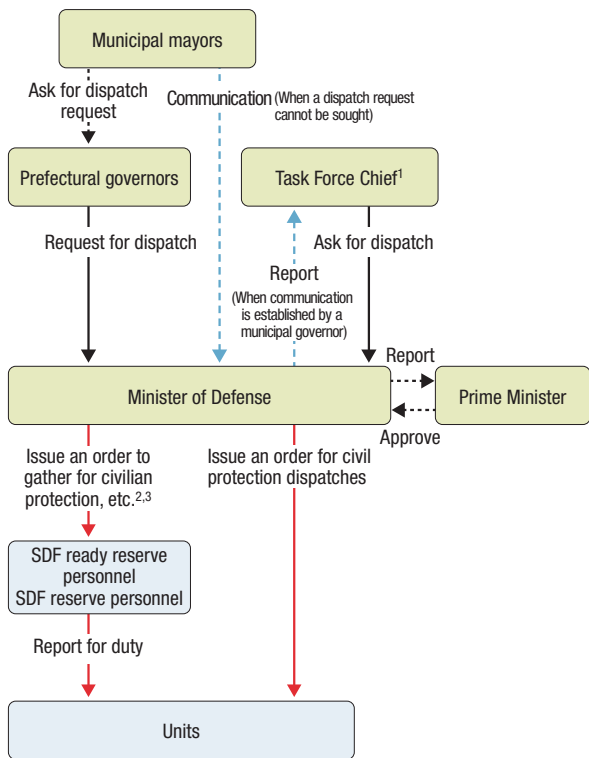 Municipal mayors
Ask for dispatch
request
Communication (When a dispatch request
cannot be sought)
Prefectural governors
Task Force Chief¹
Request for dispatch
Ask for dispatch
Report
(When communication
is established by a
municipal governor)
Minister of Defense
Report
Prime Minister
Approve
Issue an order to
gather for civilian
protection, etc.²,³
Issue an order for civil
protection dispatches
SDF ready reserve
personnel
SDF reserve personnel
Report for duty
Units